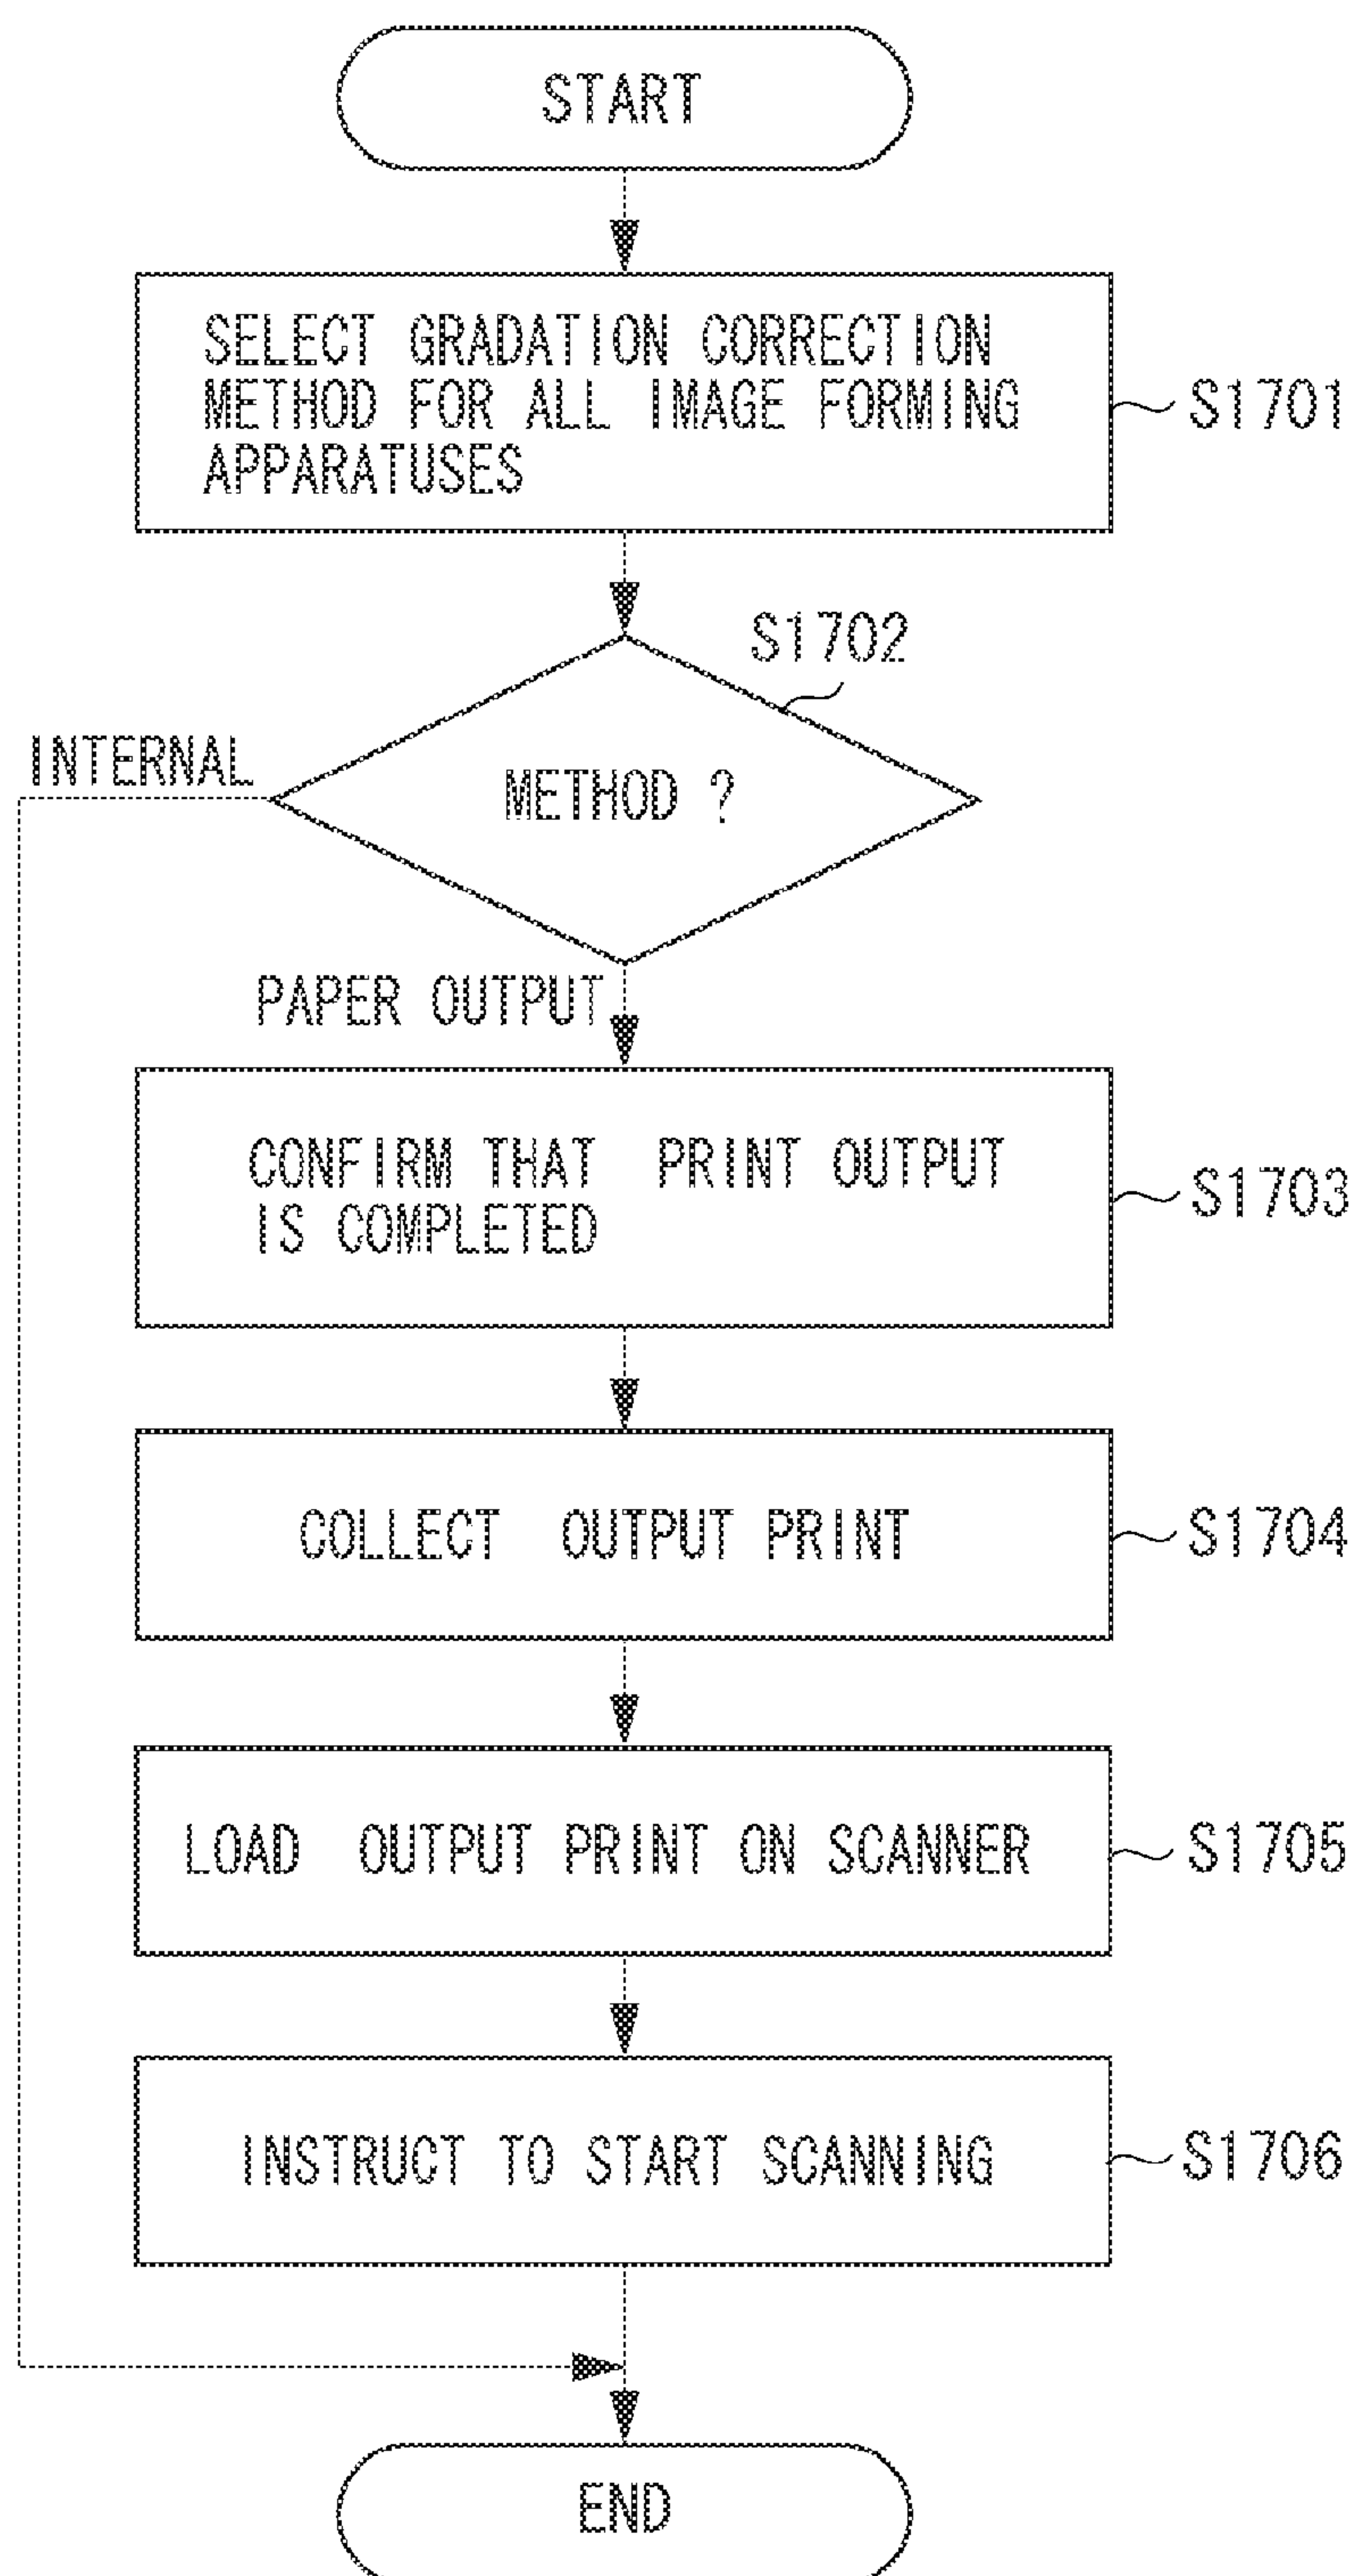 START
SELECT GRADATION CORRECTION
METHOD FOR ALL IMAGE FORMING
APPARATUSES
S1701
S1702
INTERNAL
METHOD ?
PAPER OUTPUT
CONFIRM THAT PRINT OUTPUT
IS COMPLETED
S1703
COLLECT OUTPUT PRINT
S1704
LOAD OUTPUT PRINT ON SCANNER
S1705
INSTRUCT TO START SCANNING
S1706
END